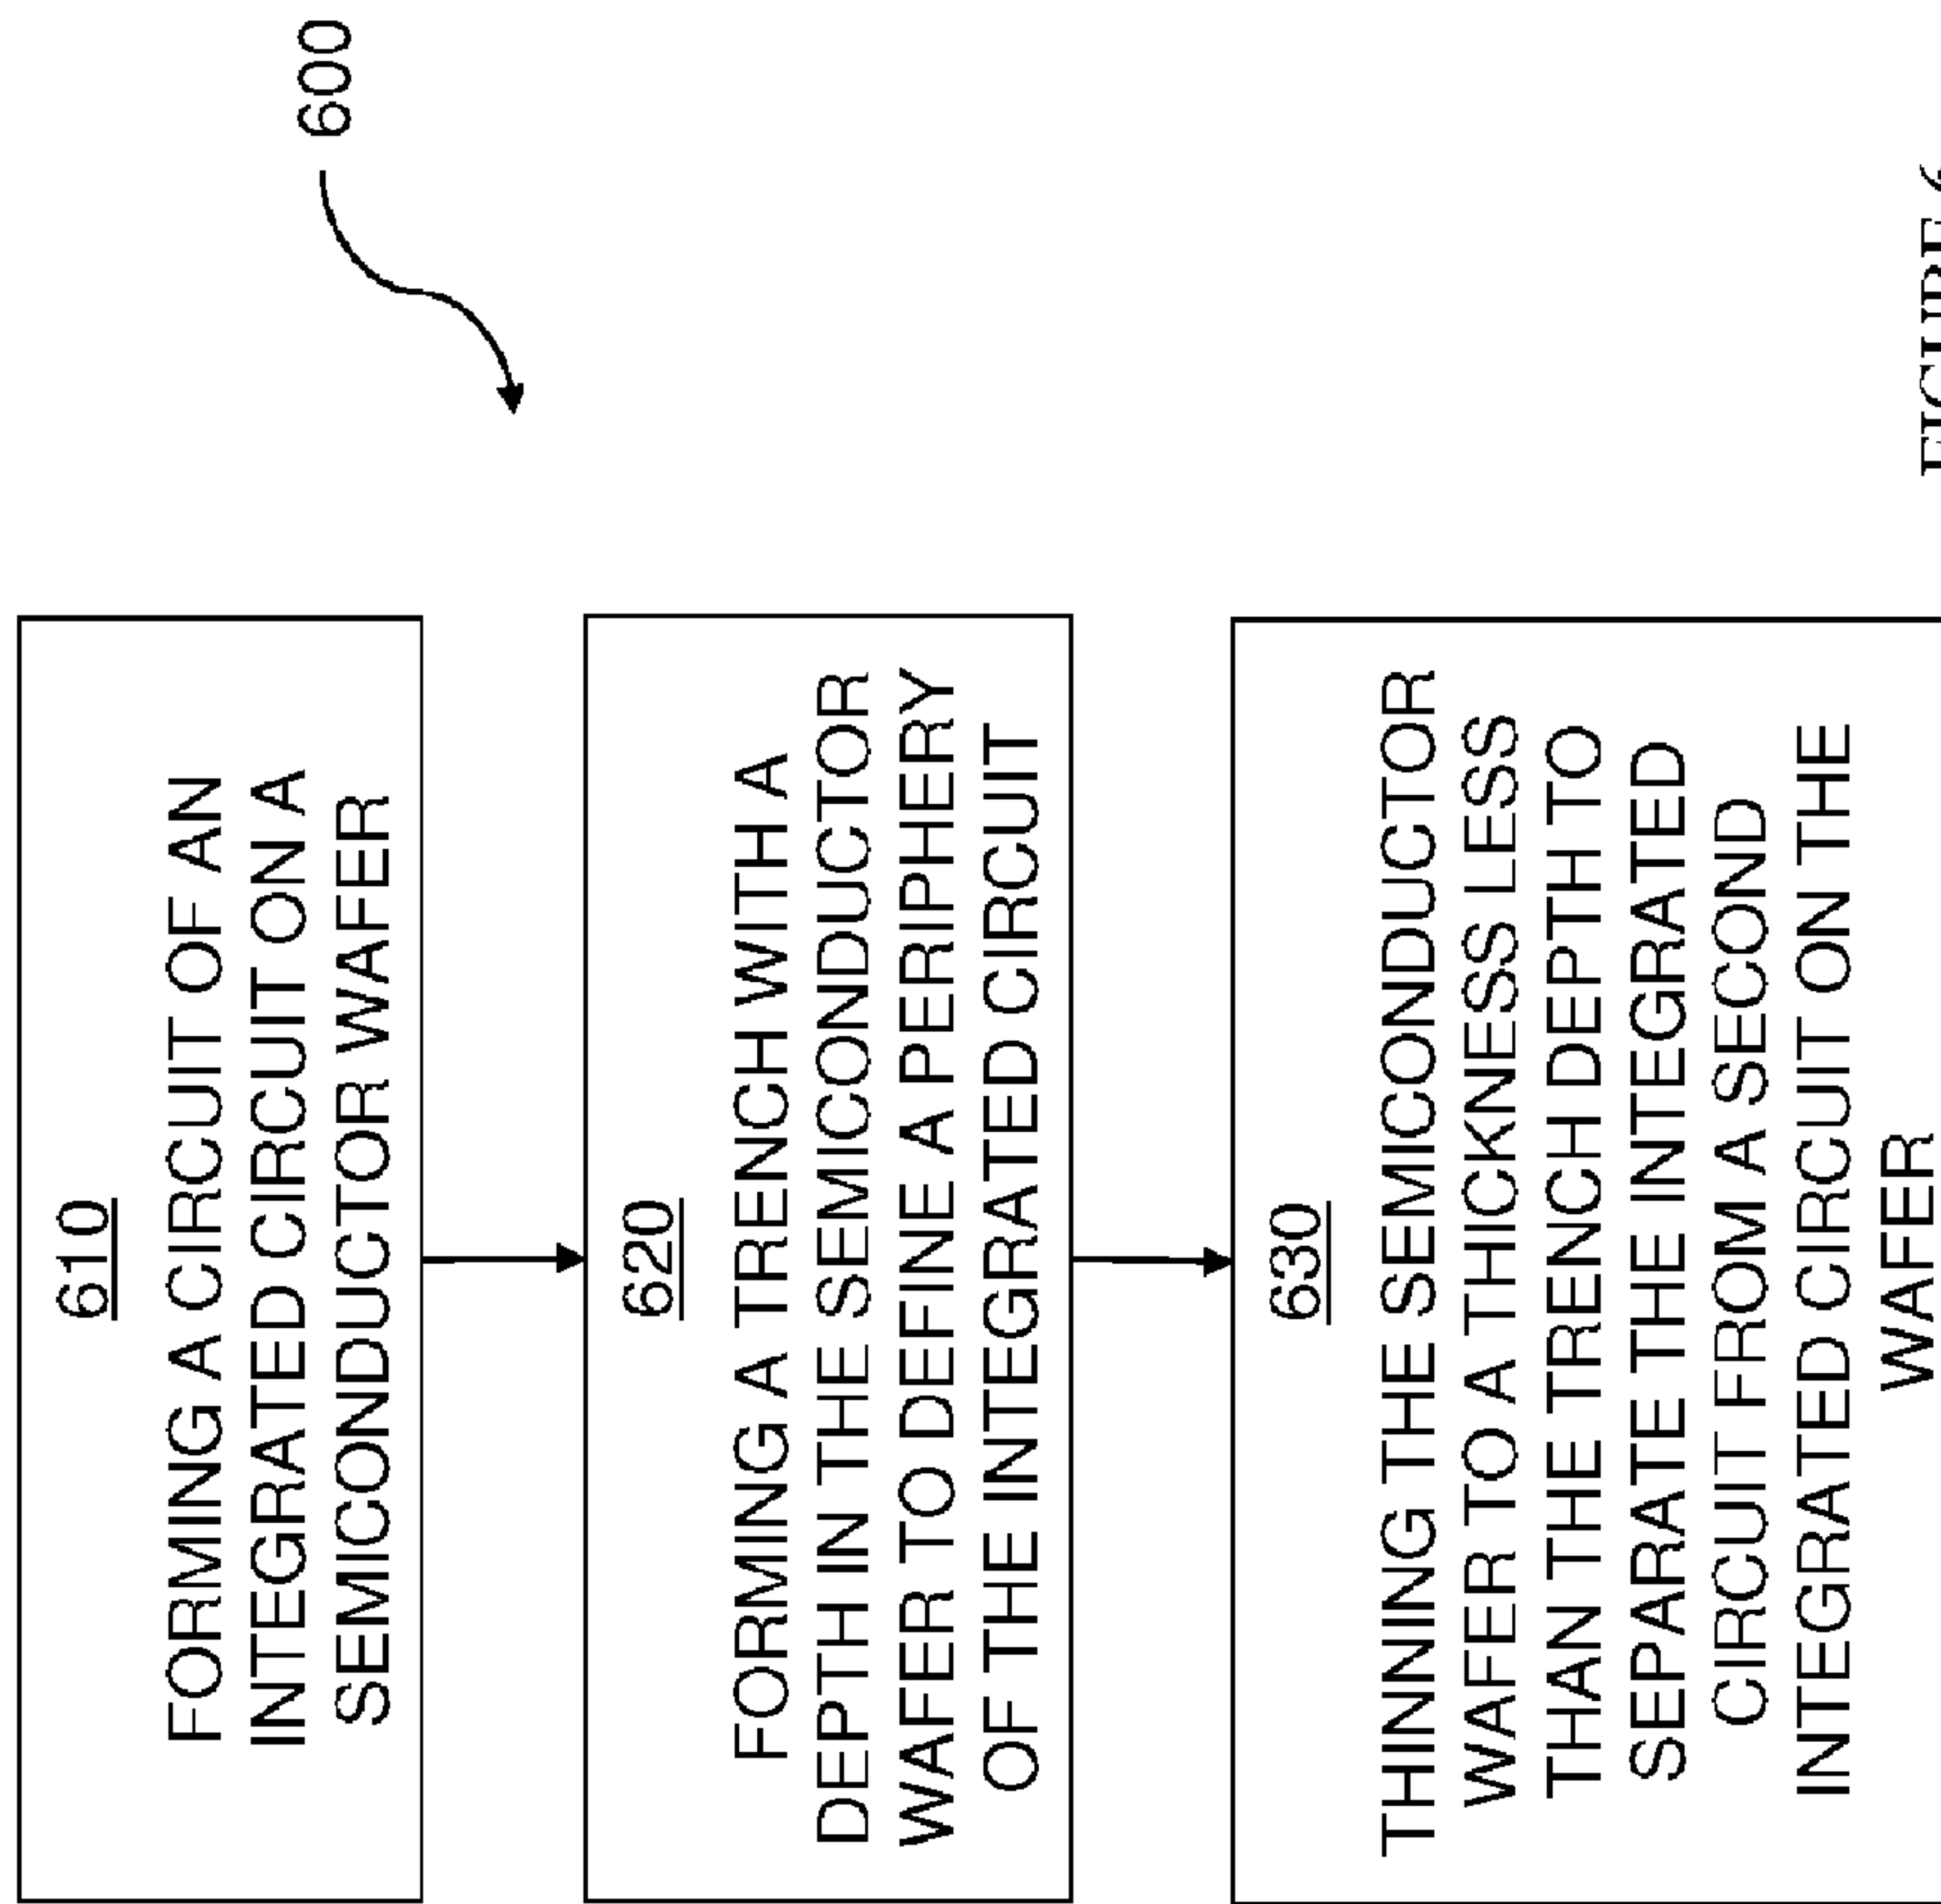 600
610
FORMING A CIRCUIT OF AN
INTEGRATED CIRCUIT ON A
SEMICONDUCTOR WAFER
620
FORMING A TRENCH WITH A
DEPTH IN THE SEMICONDUCTOR
WAFER TO DEFINE A PERIPHERY
OF THE INTEGRATED CIRCUIT
630
THINNING THE SEMICONDUCTOR
WAFER TO A THICKNESS LESS
THAN THE TRENCH DEPTH TO
SEPARATE THE INTEGRATED
CIRCUIT FROM A SECOND
INTEGRATED CIRCUIT ON THE
WAFER
FIGURE 6